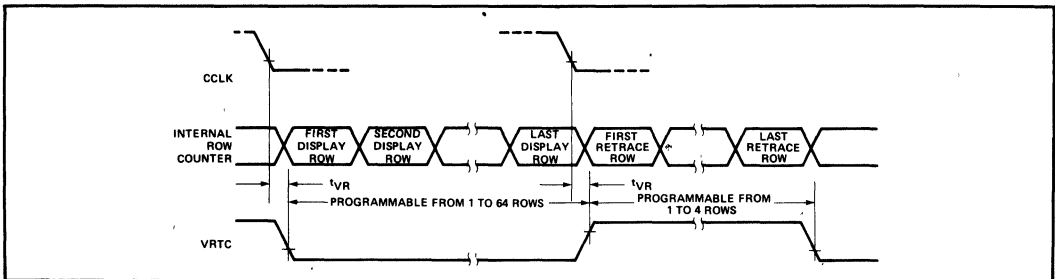 CCLK
INTERNAL
ROW
COUNTER
FIRST
DISPLAY
ROW
SECOND
DISPLAY
ROW
LAST
DISPLAY
ROW
FIRST
RETRACE
ROW
LAST
RETRACE
ROW
tVR
tVR
PROGRAMMABLE FROM 1 TO 64 ROWS
PROGRAMMABLE FROM
1 TO 4 ROWS
VRTC